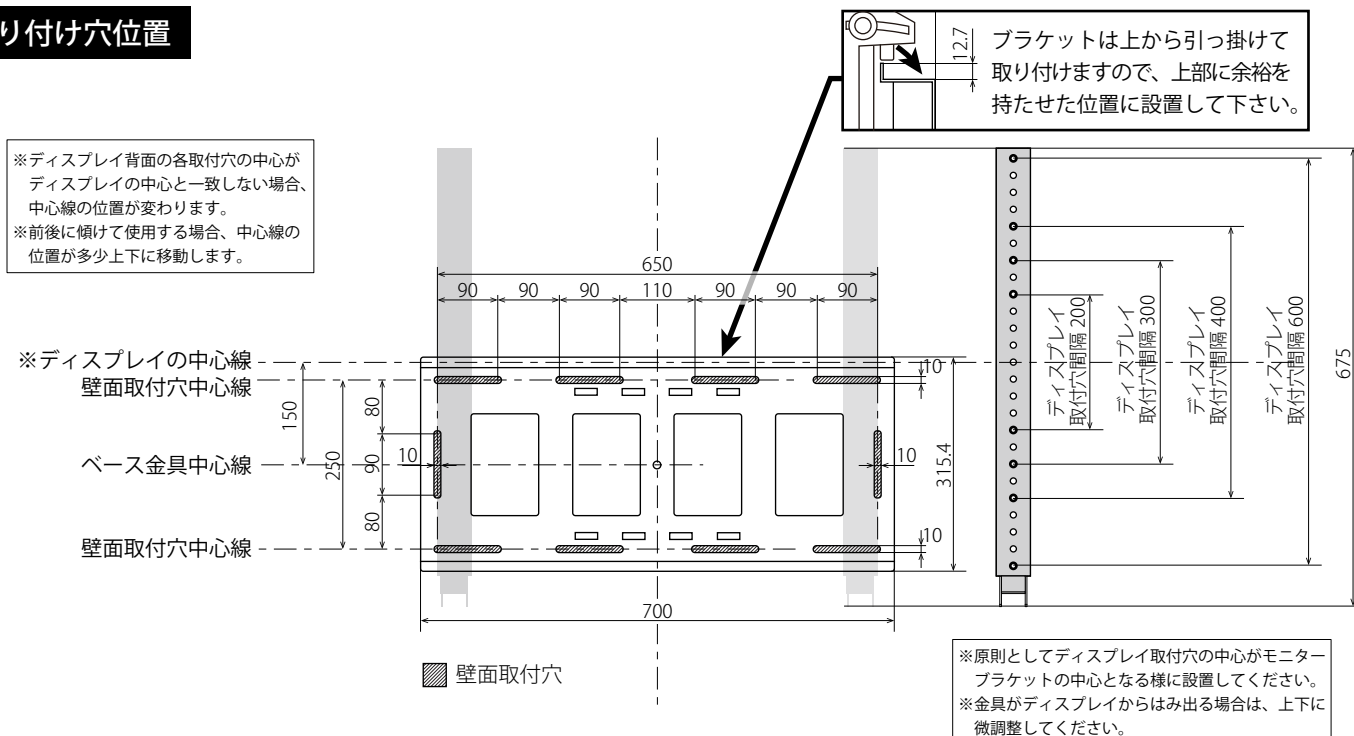 り付け穴位置
12.7
ブラケットは上から引っ掛けて
取り付けますので、上部に余裕を
持たせた位置に設置して下さい。
※ディスプレイ背面の各取付穴の中心が
ディスプレイの中心と一致しない場合、
中心線の位置が変わります。
※前後に傾けて使用する場合、中心線の
位置が多少上下に移動します。
650
90
90
90
110
90
90
90
※ディスプレイの中心線
壁面取付穴中心線
ベース金具中心線
壁面取付穴中心線
150
250
80
90
80
10
10
10
10
315.4
700
壁面取付穴
ディスプレイ
取付穴間隔 200
ディスプレイ
取付穴間隔 300
ディスプレイ
取付穴間隔 400
ディスプレイ
取付穴間隔 600
675
※原則としてディスプレイ取付穴の中心がモニター
ブラケットの中心となる様に設置してください。
※金具がディスプレイからはみ出る場合は、上下に
微調整してください。